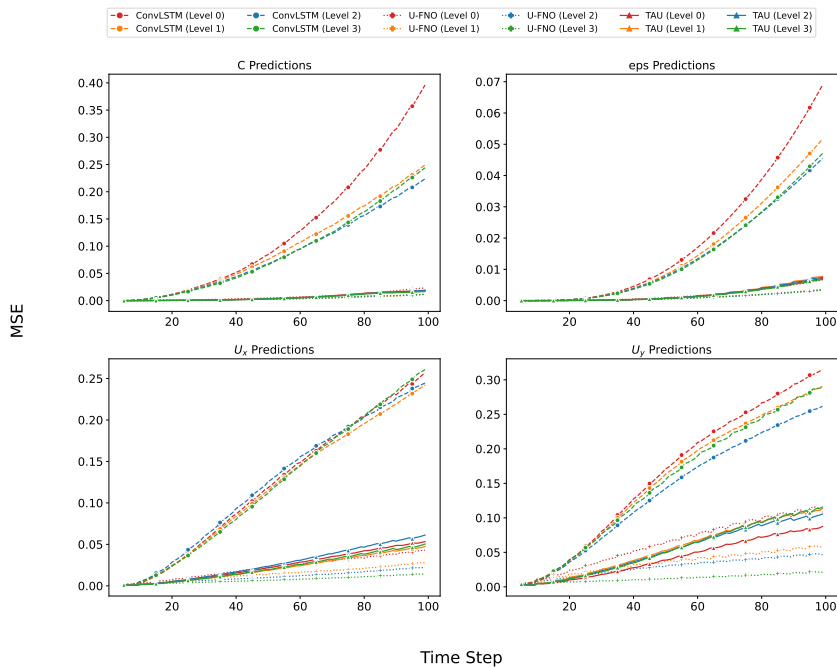 ConvLSTM (Level 0) ConvLSTM (Level 2) U-FNO (Level 0) U-FNO (Level 2) TAU (Level 0) TAU (Level 2)
ConvLSTM (Level 1) ConvLSTM (Level 3) U-FNO (Level 1) U-FNO (Level 3) TAU (Level 1) TAU (Level 3)
C Predictions
0.40
0.35
0.30
0.25
0.20
0.15
0.10
0.05
0.00
20 40 60 80 100
eps Predictions
0.07
0.06
0.05
0.04
0.03
0.02
0.01
0.00
20 40 60 80 100
MSE
Ux Predictions
0.25
0.20
0.15
0.10
0.05
0.00
20 40 60 80 100
Uy Predictions
0.30
0.25
0.20
0.15
0.10
0.05
0.00
20 40 60 80 100
Time Step